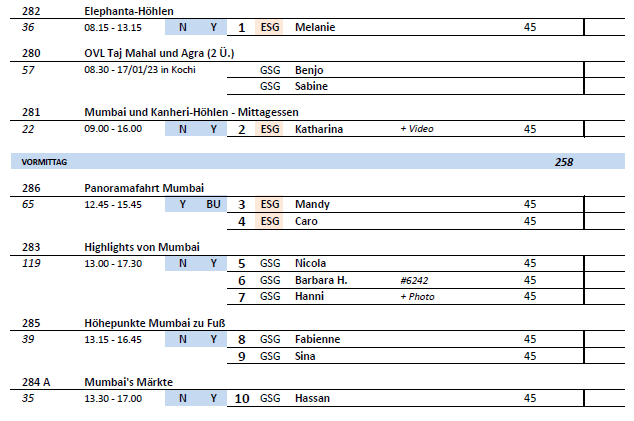 282 Elephanta-Höhlen
36 08.15 - 13.15 N Y 1 ESG Melanie 45
280 OVL Taj Mahal und Agra (2 Ü.)
57 08.30 - 17/01/23 in Kochi GSG Benjo
GSG Sabine
281 Mumbai und Kanheri-Höhlen - Mittagessen
22 09.00 - 16.00 N Y 2 ESG Katharina + Video 45
VORMITTAG 258
286 Panoramafahrt Mumbai
65 12.45 - 15.45 Y BU 3 ESG Mandy 45
4 ESG Caro 45
283 Highlights von Mumbai
119 13.00 - 17.30 N Y 5 GSG Nicola 45
6 GSG Barbara H. #6242 45
7 GSG Hanni + Photo 45
285 Höhepunkte Mumbai zu Fuß
39 13.15 - 16.45 N Y 8 GSG Fabienne 45
9 GSG Sina 45
284 A Mumbai's Märkte
35 13.30 - 17.00 N Y 10 GSG Hassan 45